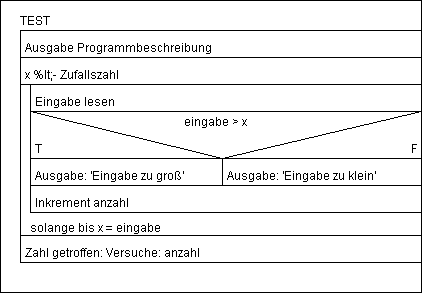 TEST
Ausgabe Programmbeschreibung
x %lt;- Zufallszahl
Eingabe lesen
eingabe > x
T F
Ausgabe: 'Eingabe zu groß' Ausgabe: 'Eingabe zu klein'
Inkrement anzahl
solange bis x = eingabe
Zahl getroffen: Versuche: anzahl